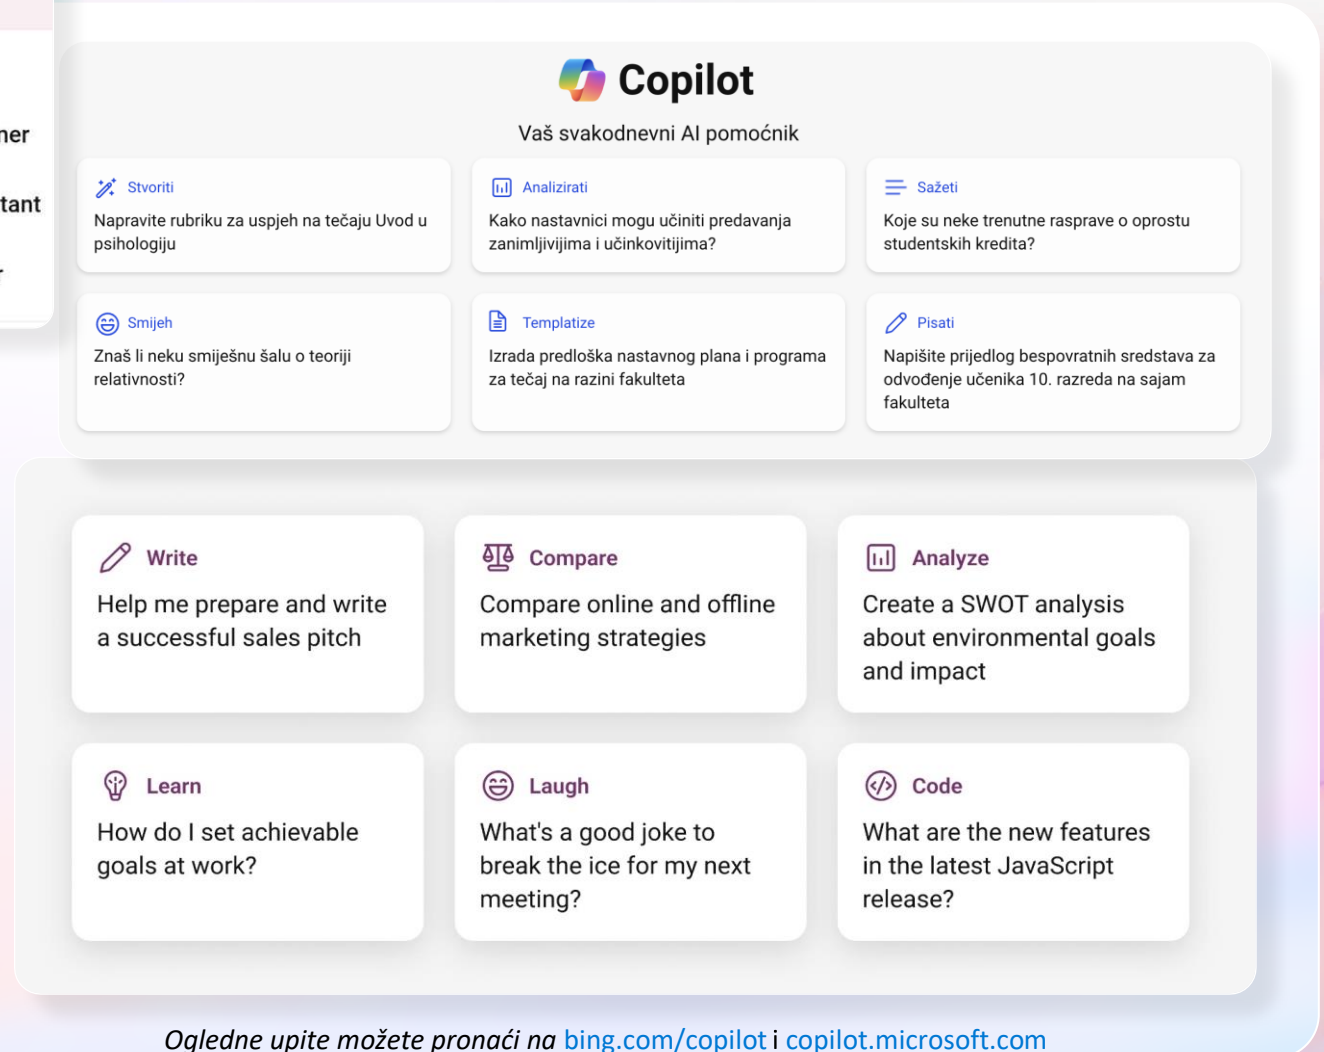 Copilot
Vaš svakodnevni AI pomoćnik
Stvoriti
Napravite rubriku za uspjeh na tečaju Uvod u
psihologiju
Analizirati
Kako nastavnici mogu učiniti predavanja
zanimljivijima i učinkovitijima?
Sažeti
Koje su neke trenutne rasprave o oprostu
studentskih kredita?
Smijeh
Znaš li neku smiješnu šalu o teoriji
relativnosti?
Templatize
Izrada predloška nastavnog plana i programa
za tečaj na razini fakulteta
Pisati
Napišite prijedlog bespovratnih sredstava za
odvođenje učenika 10. razreda na sajam
fakulteta
Write
Help me prepare and write
a successful sales pitch
Compare
Compare online and offline
marketing strategies
Analyze
Create a SWOT analysis
about environmental goals
and impact
Learn
How do I set achievable
goals at work?
Laugh
What's a good joke to
break the ice for my next
meeting?
Code
What are the new features
in the latest JavaScript
release?
Ogledne upite možete pronaći na bing.com/copilot i copilot.microsoft.com